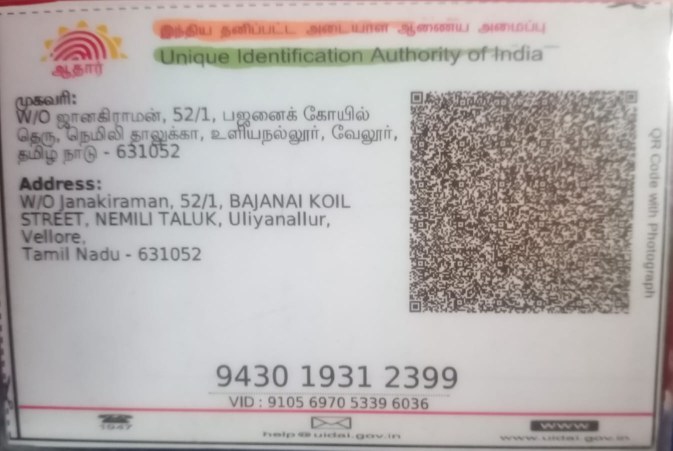 இந்திய தனிப்பட்ட அடையாள ஆணைய அமைப்பு
Unique Identification Authority of India
ஆதார்
முகவரி:
W/O ஜானகிராமன், 52/1, பஜனைக் கோயில்
தெரு, நெமிலி தாலுக்கா, உளியநல்லூர், வேலூர்,
தமிழ் நாடு - 631052
Address:
W/O Janakiraman, 52/1, BAJANAI KOIL
STREET, NEMILI TALUK, Uliyanallur,
Vellore,
Tamil Nadu - 631052
QR Code with Photograph
9430 1931 2399
VID : 9105 6970 5339 6036
1947
help@uidai.gov.in
WWW
www.uidai.gov.in